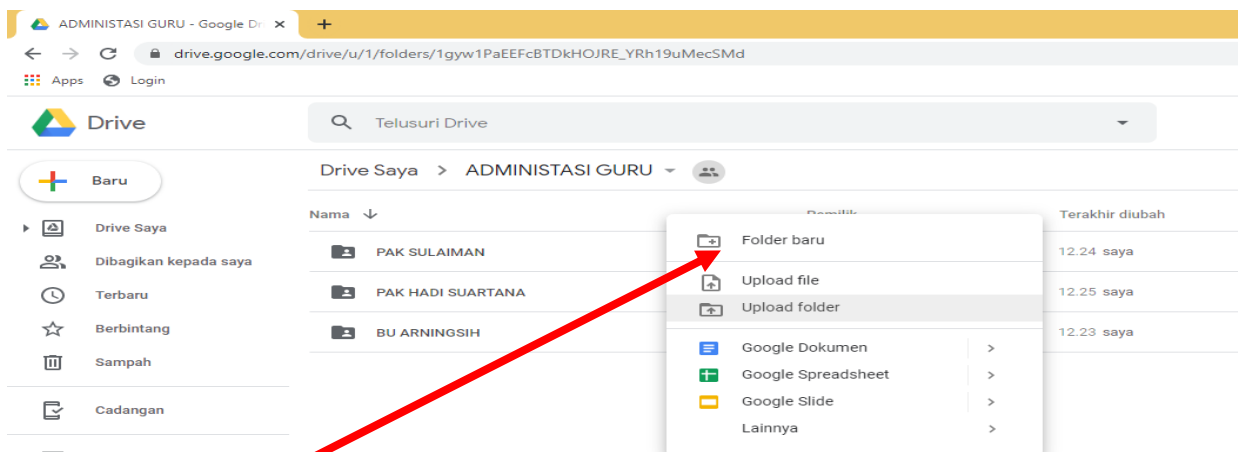 ADMINISTASI GURU - Google Dr
drive.google.com/drive/u/1/folders/1gyw1PaEEFcBTDkHOJRE_YRh19uMecSMd
Apps Login
Drive
Telusuri Drive
Baru
Drive Saya > ADMINISTASI GURU
Nama Pemilik Terakhir diubah
Drive Saya
Dibagikan kepada saya
Terbaru
Berbintang
Sampah
Cadangan
PAK SULAIMAN 12.24 saya
PAK HADI SUARTANA 12.25 saya
BU ARNINGSIH 12.23 saya
Folder baru
Upload file
Upload folder
Google Dokumen >
Google Spreadsheet >
Google Slide >
Lainnya >